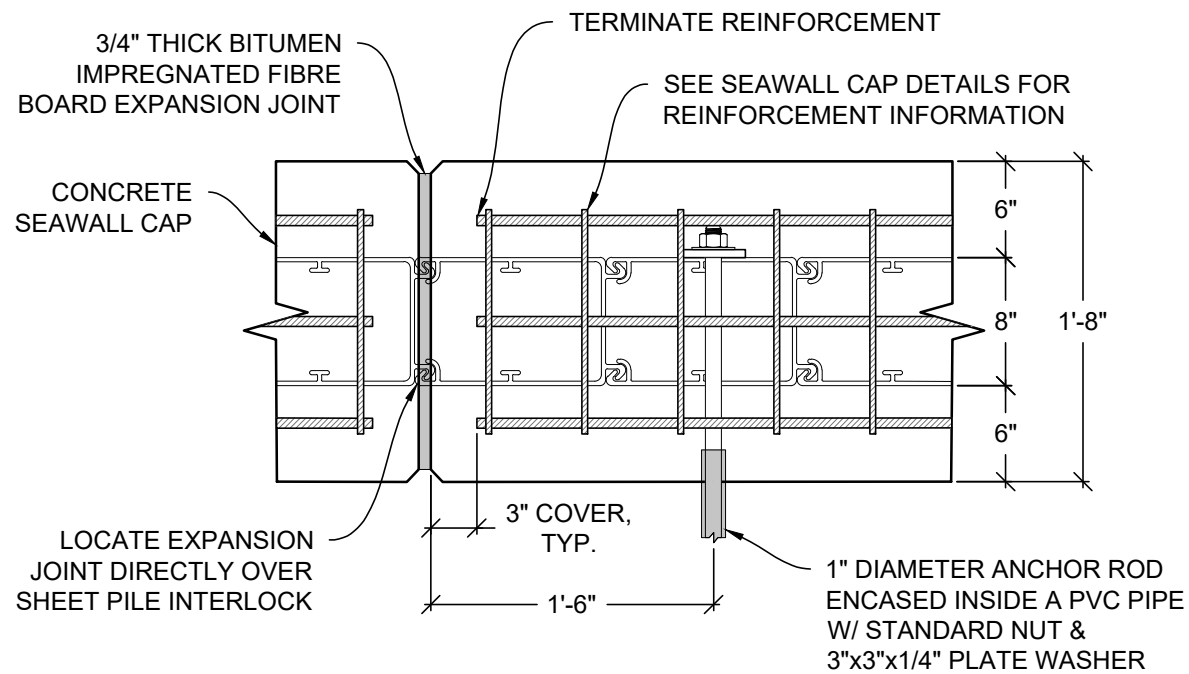 TERMINATE REINFORCEMENT
3/4" THICK BITUMEN
IMPREGNATED FIBRE
BOARD EXPANSION JOINT
SEE SEAWALL CAP DETAILS FOR
REINFORCEMENT INFORMATION
CONCRETE
SEAWALL CAP
6"
8"
1'-8"
6"
3" COVER,
TYP.
LOCATE EXPANSION
JOINT DIRECTLY OVER
SHEET PILE INTERLOCK
1'-6"
1" DIAMETER ANCHOR ROD
ENCASED INSIDE A PVC PIPE
W/ STANDARD NUT &
3"x3"x1/4" PLATE WASHER